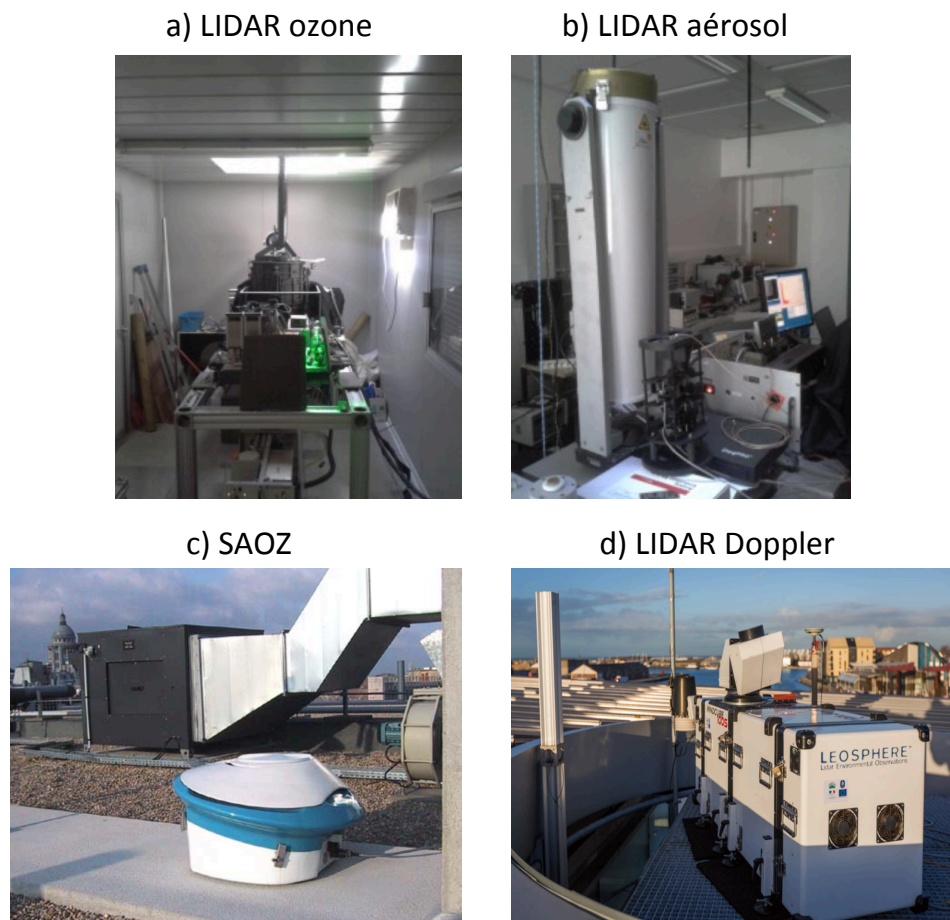 a) LIDAR ozone
b) LIDAR aérosol
c) SAOZ
d) LIDAR Doppler
LEOSPHERE
Lidar Environmental Observations